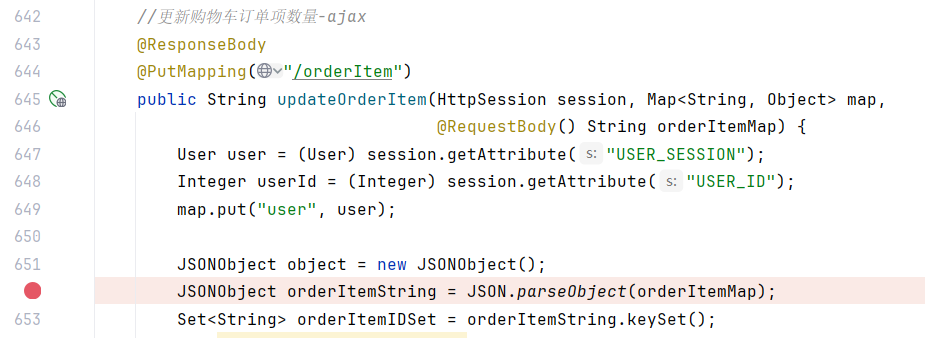 642 //更新购物车订单项数量-ajax
643 @ResponseBody
644 @PutMapping("/orderItem")
645 public String updateOrderItem(HttpSession session, Map<String, Object> map,
646 @RequestBody() String orderItemMap) {
647 User user = (User) session.getAttribute( s: "USER_SESSION");
648 Integer userId = (Integer) session.getAttribute( s: "USER_ID");
649 map.put("user", user);
650
651 JSONObject object = new JSONObject();
JSONObject orderItemString = JSON.parseObject(orderItemMap);
653 Set<String> orderItemIDSet = orderItemString.keySet();